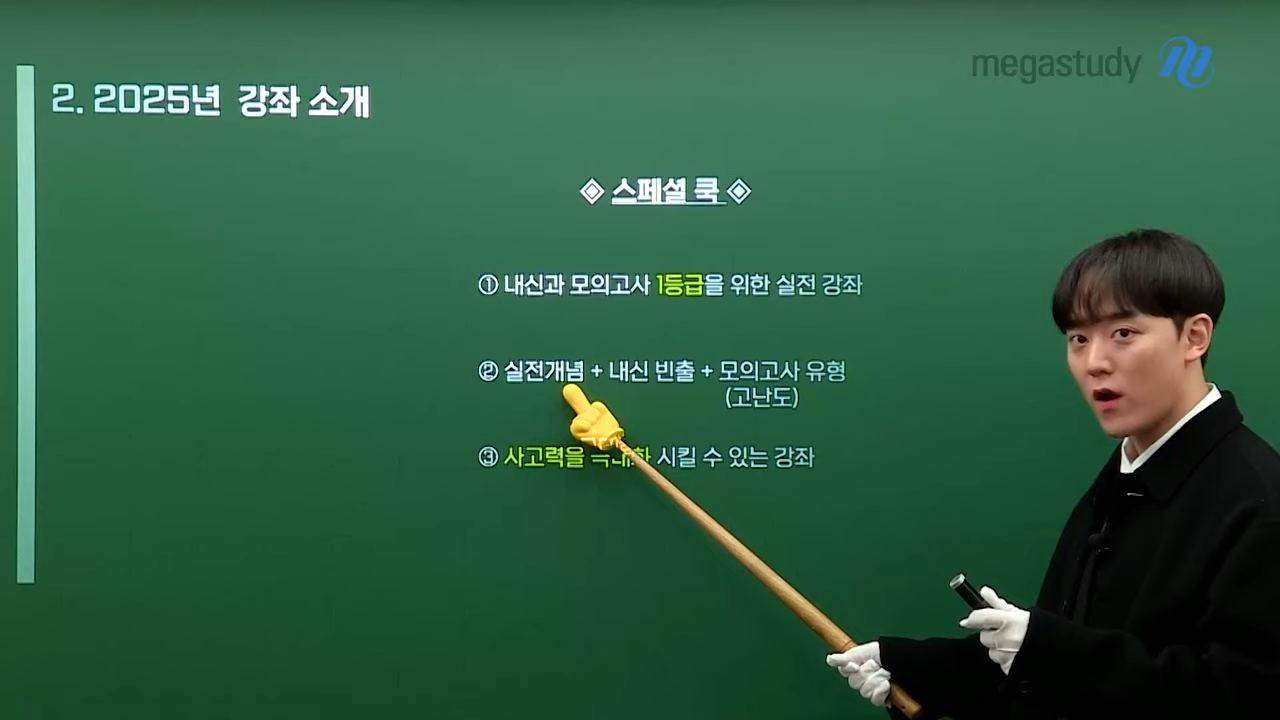 megastudy
2. 2025년 강좌 소개
◈ 스페셜 쿡 ◈
① 내신과 모의고사 1등급을 위한 실전 강좌
② 실전개념 + 내신 빈출 + 모의고사 유형
(고난도)
③ 사고력을 극대화 시킬 수 있는 강좌